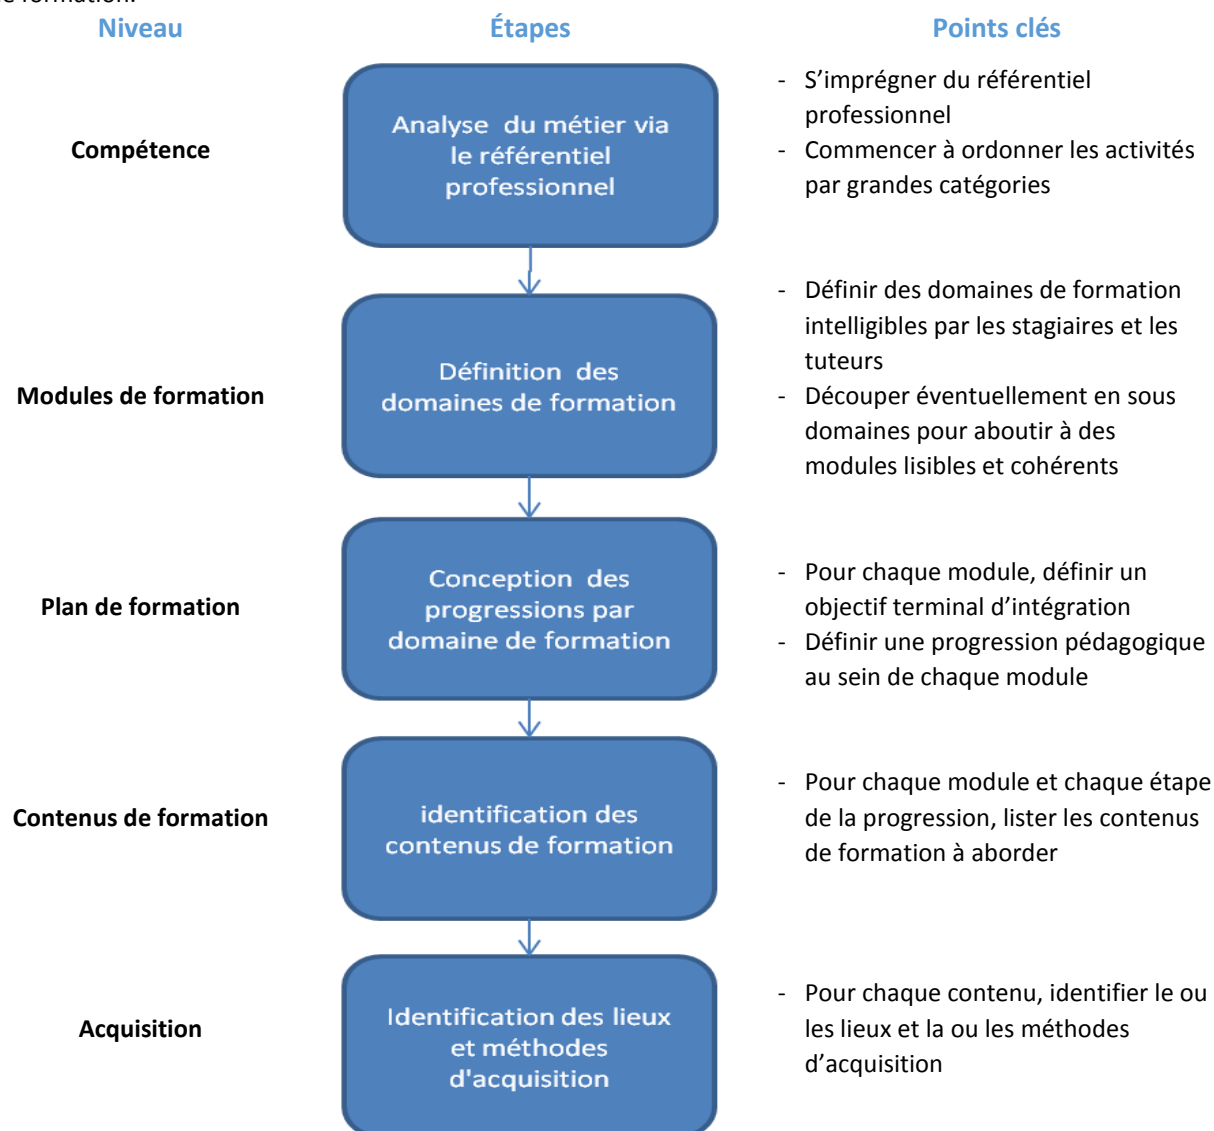 le formation.
Niveau
Étapes
Points clés
Compétence
Analyse du métier via
le référentiel
professionnel
- S’imprégner du référentiel
professionnel
- Commencer à ordonner les activités
par grandes catégories
Modules de formation
Définition des
domaines de formation
- Définir des domaines de formation
intelligibles par les stagiaires et les
tuteurs
- Découper éventuellement en sous
domaines pour aboutir à des
modules lisibles et cohérents
Plan de formation
Conception des
progressions par
domaine de formation
- Pour chaque module, définir un
objectif terminal d’intégration
- Définir une progression pédagogique
au sein de chaque module
Contenus de formation
identification des
contenus de formation
- Pour chaque module et chaque étape
de la progression, lister les contenus
de formation à aborder
Acquisition
Identification des lieux
et méthodes
d'acquisition
- Pour chaque contenu, identifier le ou
les lieux et la ou les méthodes
d’acquisition